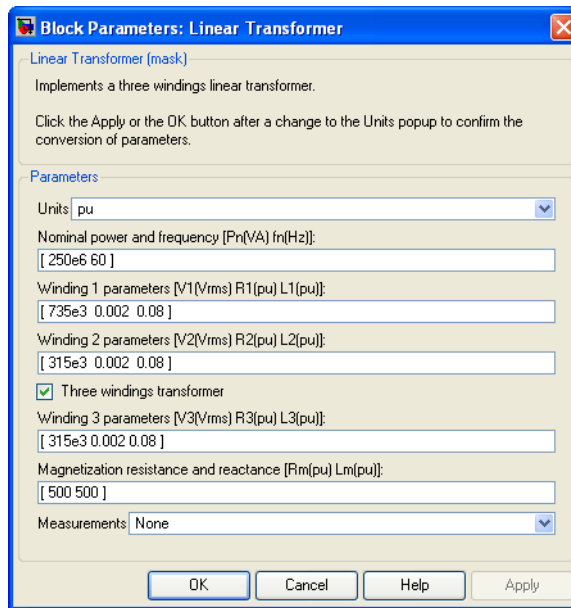 Block Parameters: Linear Transformer
Linear Transformer (mask)
Implements a three windings linear transformer.
Click the Apply or the OK button after a change to the Units popup to confirm the
conversion of parameters.
Parameters
Units pu
Nominal power and frequency [Pn(VA) fn(Hz)]:
[ 250e6 60 ]
Winding 1 parameters [V1(Vrms) R1(pu) L1(pu)]:
[ 735e3 0.002 0.08 ]
Winding 2 parameters [V2(Vrms) R2(pu) L2(pu)]:
[ 315e3 0.002 0.08 ]
Three windings transformer
Winding 3 parameters [V3(Vrms) R3(pu) L3(pu)]:
[ 315e3 0.002 0.08 ]
Magnetization resistance and reactance [Rm(pu) Lm(pu)]:
[ 500 500 ]
Measurements None
OK Cancel Help Apply